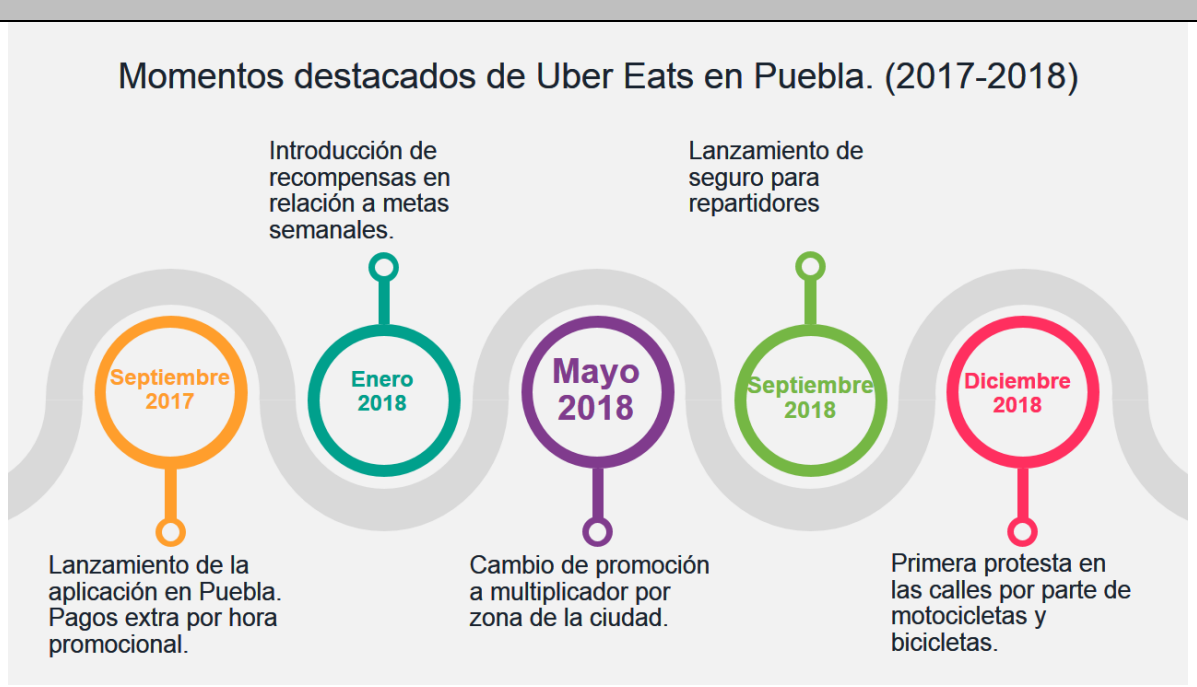 Momentos destacados de Uber Eats en Puebla. (2017-2018)
Introducción de
recompensas en
relación a metas
semanales.
Lanzamiento de
seguro para
repartidores
Septiembre
2017
Enero
2018
Mayo
2018
Septiembre
2018
Diciembre
2018
Lanzamiento de la
aplicación en Puebla.
Pagos extra por hora
promocional.
Cambio de promoción
a multiplicador por
zona de la ciudad.
Primera protesta en
las calles por parte de
motocicletas y
bicicletas.